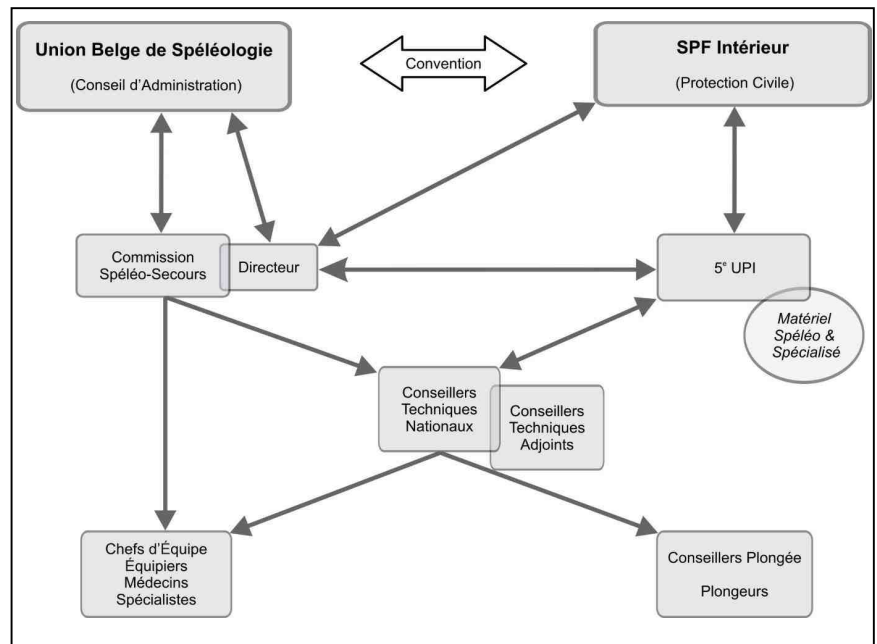 Union Belge de Spéléologie
(Conseil d'Administration)
Convention
SPF Intérieur
(Protection Civile)
Commission
Spéléo-Secours
Directeur
5e UPI
Matériel
Spéléo &
Spécialisé
Conseillers
Techniques
Nationaux
Conseillers
Techniques
Adjoints
Chefs d'Équipe
Équipiers
Médecins
Spécialistes
Conseillers Plongée
Plongeurs